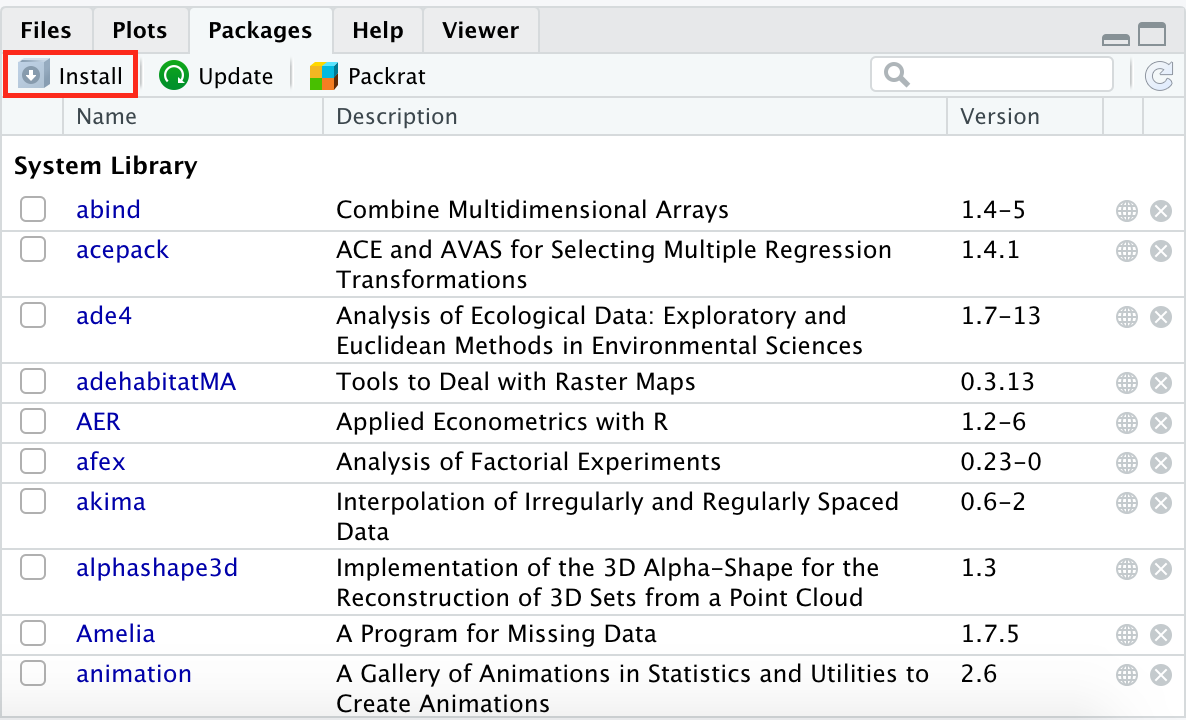 Files Plots Packages Help Viewer
Install Update Packrat
Name Description Version
System Library
abind Combine Multidimensional Arrays 1.4-5
acepack ACE and AVAS for Selecting Multiple Regression 1.4.1
Transformations
ade4 Analysis of Ecological Data: Exploratory and 1.7-13
Euclidean Methods in Environmental Sciences
adehabitatMA Tools to Deal with Raster Maps 0.3.13
AER Applied Econometrics with R 1.2-6
afex Analysis of Factorial Experiments 0.23-0
akima Interpolation of Irregularly and Regularly Spaced 0.6-2
Data
alphashape3d Implementation of the 3D Alpha-Shape for the 1.3
Reconstruction of 3D Sets from a Point Cloud
Amelia A Program for Missing Data 1.7.5
animation A Gallery of Animations in Statistics and Utilities to 2.6
Create Animations